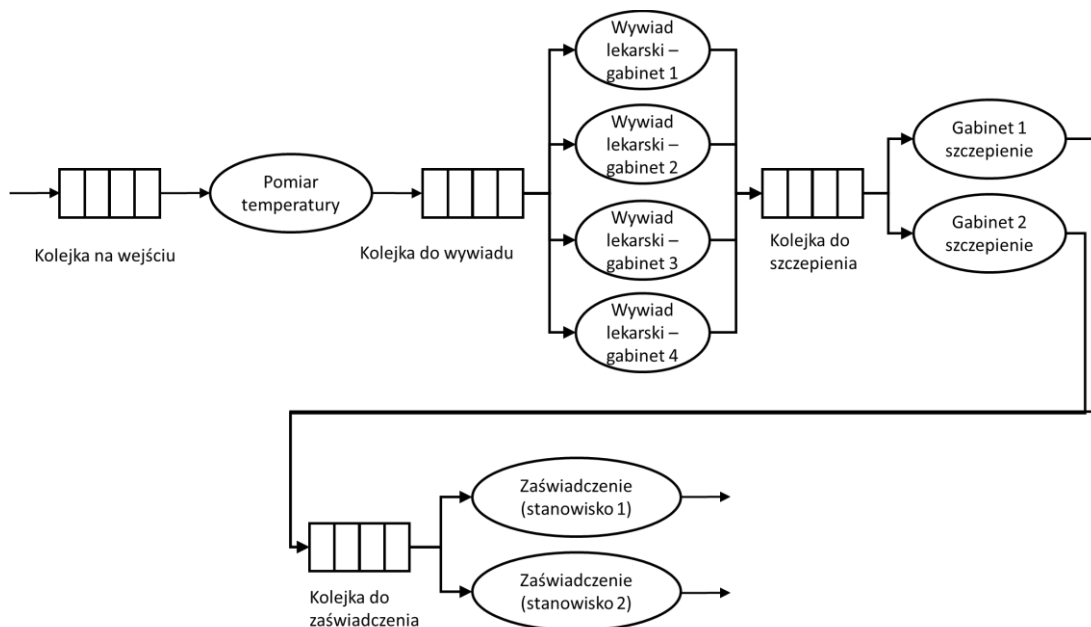 Kolejka na wejściu
Pomiar
temperatury
Kolejka do wywiadu
Wywiad
lekarski –
gabinet 1
Wywiad
lekarski –
gabinet 2
Wywiad
lekarski –
gabinet 3
Wywiad
lekarski –
gabinet 4
Kolejka do
szczepienia
Gabinet 1
szczepienie
Gabinet 2
szczepienie
Kolejka do
zaświadczenia
Zaświadczenie
(stanowisko 1)
Zaświadczenie
(stanowisko 2)